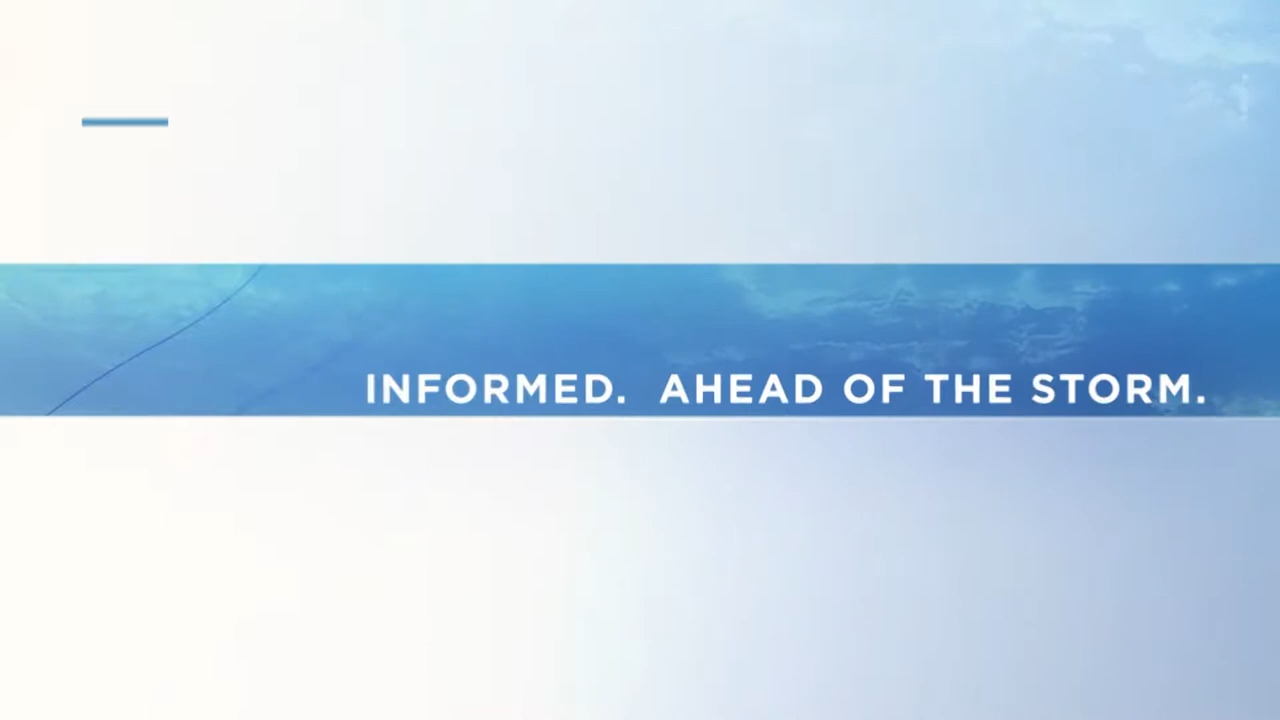 INFORMED. AHEAD OF THE STORM.